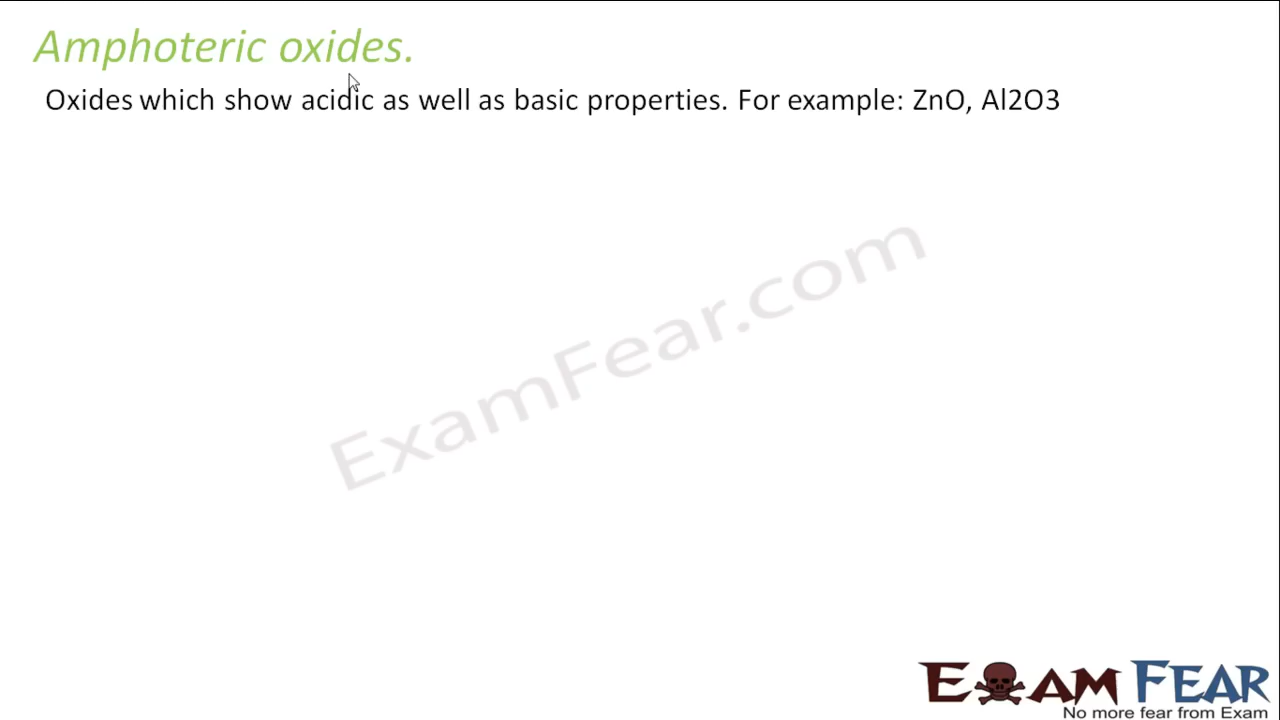 Amphoteric oxides.
Oxides which show acidic as well as basic properties. For example: ZnO, Al2O3
ExamFear.com
EXAM FEAR
No more fear from Exam